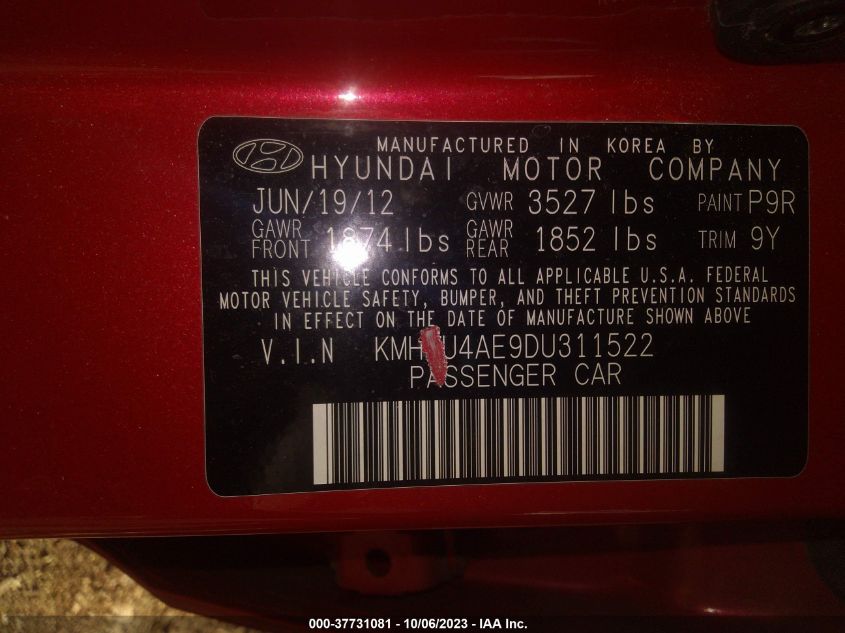 MANUFACTURED IN KOREA BY
HYUNDAI MOTOR COMPANY
JUN/19/12 GVWR 3527 lbs PAINT P9R
GAWR FRONT 1874 lbs GAWR REAR 1852 lbs TRIM 9Y
THIS VEHICLE CONFORMS TO ALL APPLICABLE U.S.A. FEDERAL
MOTOR VEHICLE SAFETY, BUMPER, AND THEFT PREVENTION STANDARDS
IN EFFECT ON THE DATE OF MANUFACTURE SHOWN ABOVE
V.I.N
PASSENGER CAR
000-37731081 - 10/06/2023 - IAA Inc.